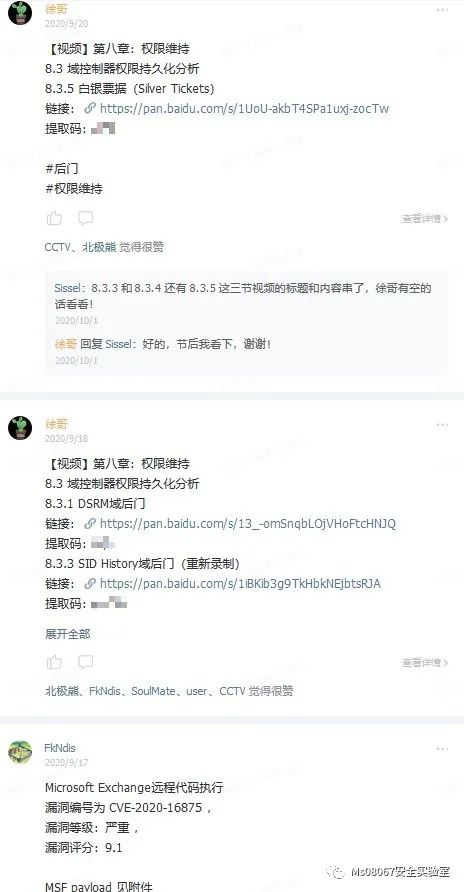 徐哥
2020/9/20
【视频】第八章：权限维持
8.3 域控制器权限持久化分析
8.3.5 白银票据（Silver Tickets）
链接： https://pan.baidu.com/s/1UoU-akbT4SPa1uxj-zocTw
提取码：
#后门
#权限维持
查看详情
CCTV、北极熊 觉得很赞
Sissel：8.3.3 和 8.3.4 还有 8.3.5 这三节视频的标题和内容串了，徐哥有空的
话看看！
2020/10/1
徐哥 回复 Sissel：好的，节后我看下，谢谢！
2020/10/1
徐哥
2020/9/18
【视频】第八章：权限维持
8.3 域控制器权限持久化分析
8.3.1 DSRM域后门
链接： https://pan.baidu.com/s/13_-omSnqbLOjVHoFtcHNJQ
提取码：
8.3.3 SID History域后门（重新录制）
链接： https://pan.baidu.com/s/1iBKib3g9TkHbkNEjbtsRJA
提取码：
展开全部
查看详情
北极熊、FkNdis、SoulMate、user、CCTV 觉得很赞
FkNdis
2020/9/17
Microsoft Exchange远程代码执行
漏洞编号为 CVE-2020-16875 ，
漏洞等级：严重 ，
漏洞评分：9.1
MSF payload 见附件
Ms08067安全实验室